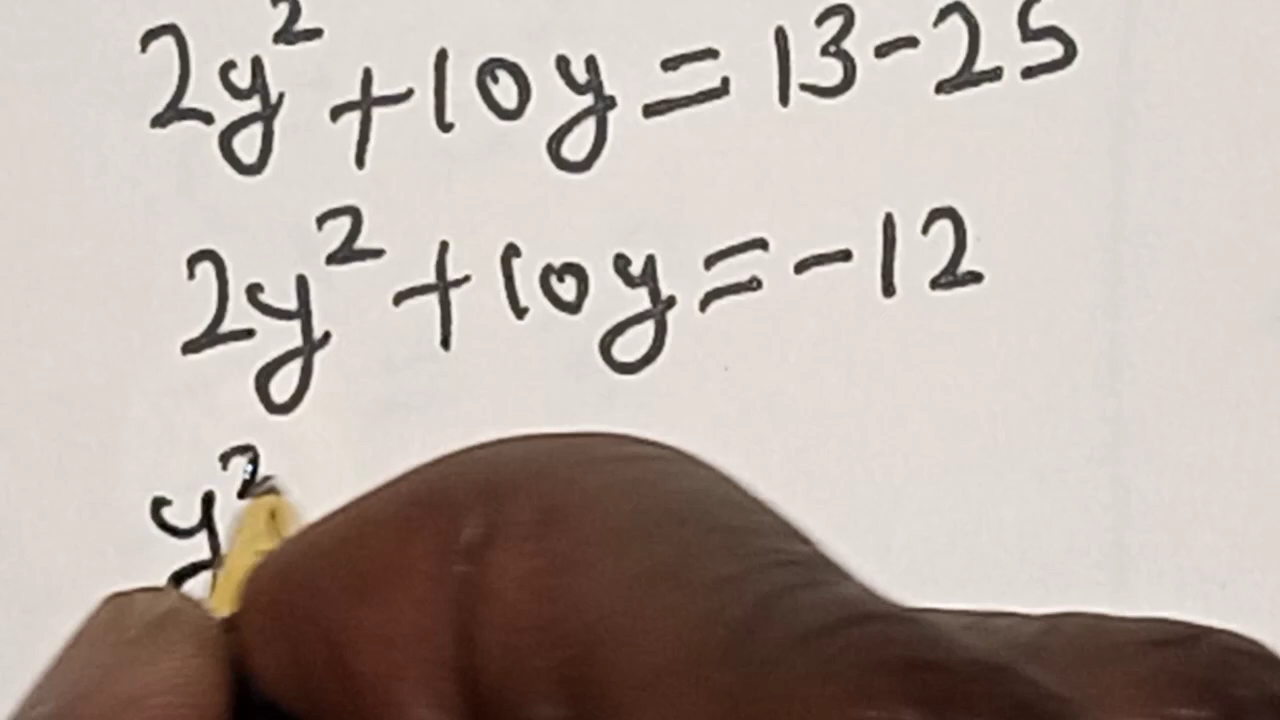 2y² + 10y = 13 - 25
2y² + 10y = -12
y²